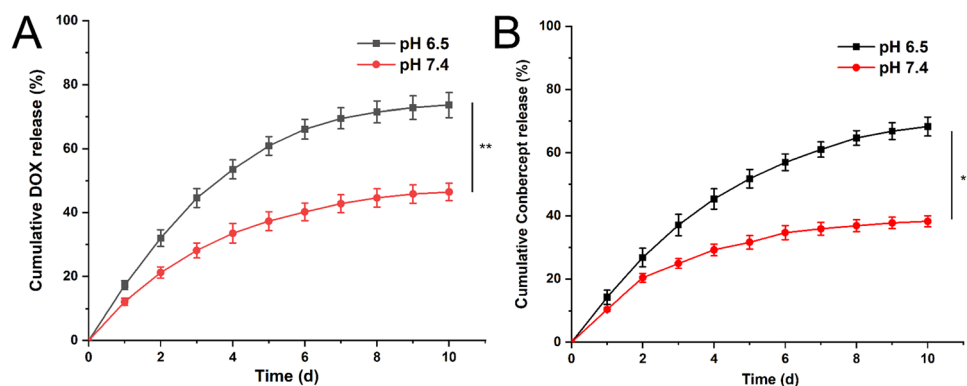 A
Cumulative DOX release (%)
100
80
60
40
20
0
pH 6.5
pH 7.4
**
0 2 4 6 8 10
Time (d)
B
Cumulative Conbercept release (%)
100
80
60
40
20
0
pH 6.5
pH 7.4
*
0 2 4 6 8 10
Time (d)